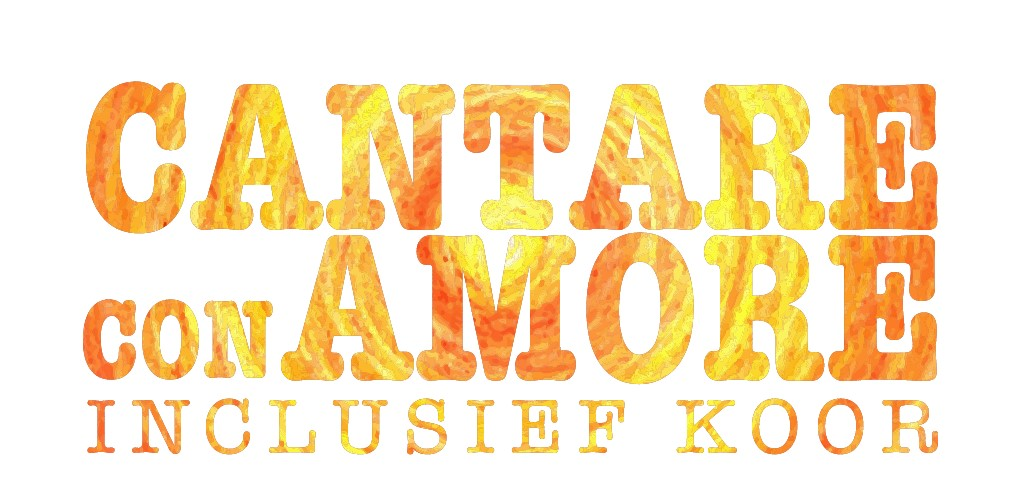 CANTARE
CON AMORE
INCLUSIEF KOOR